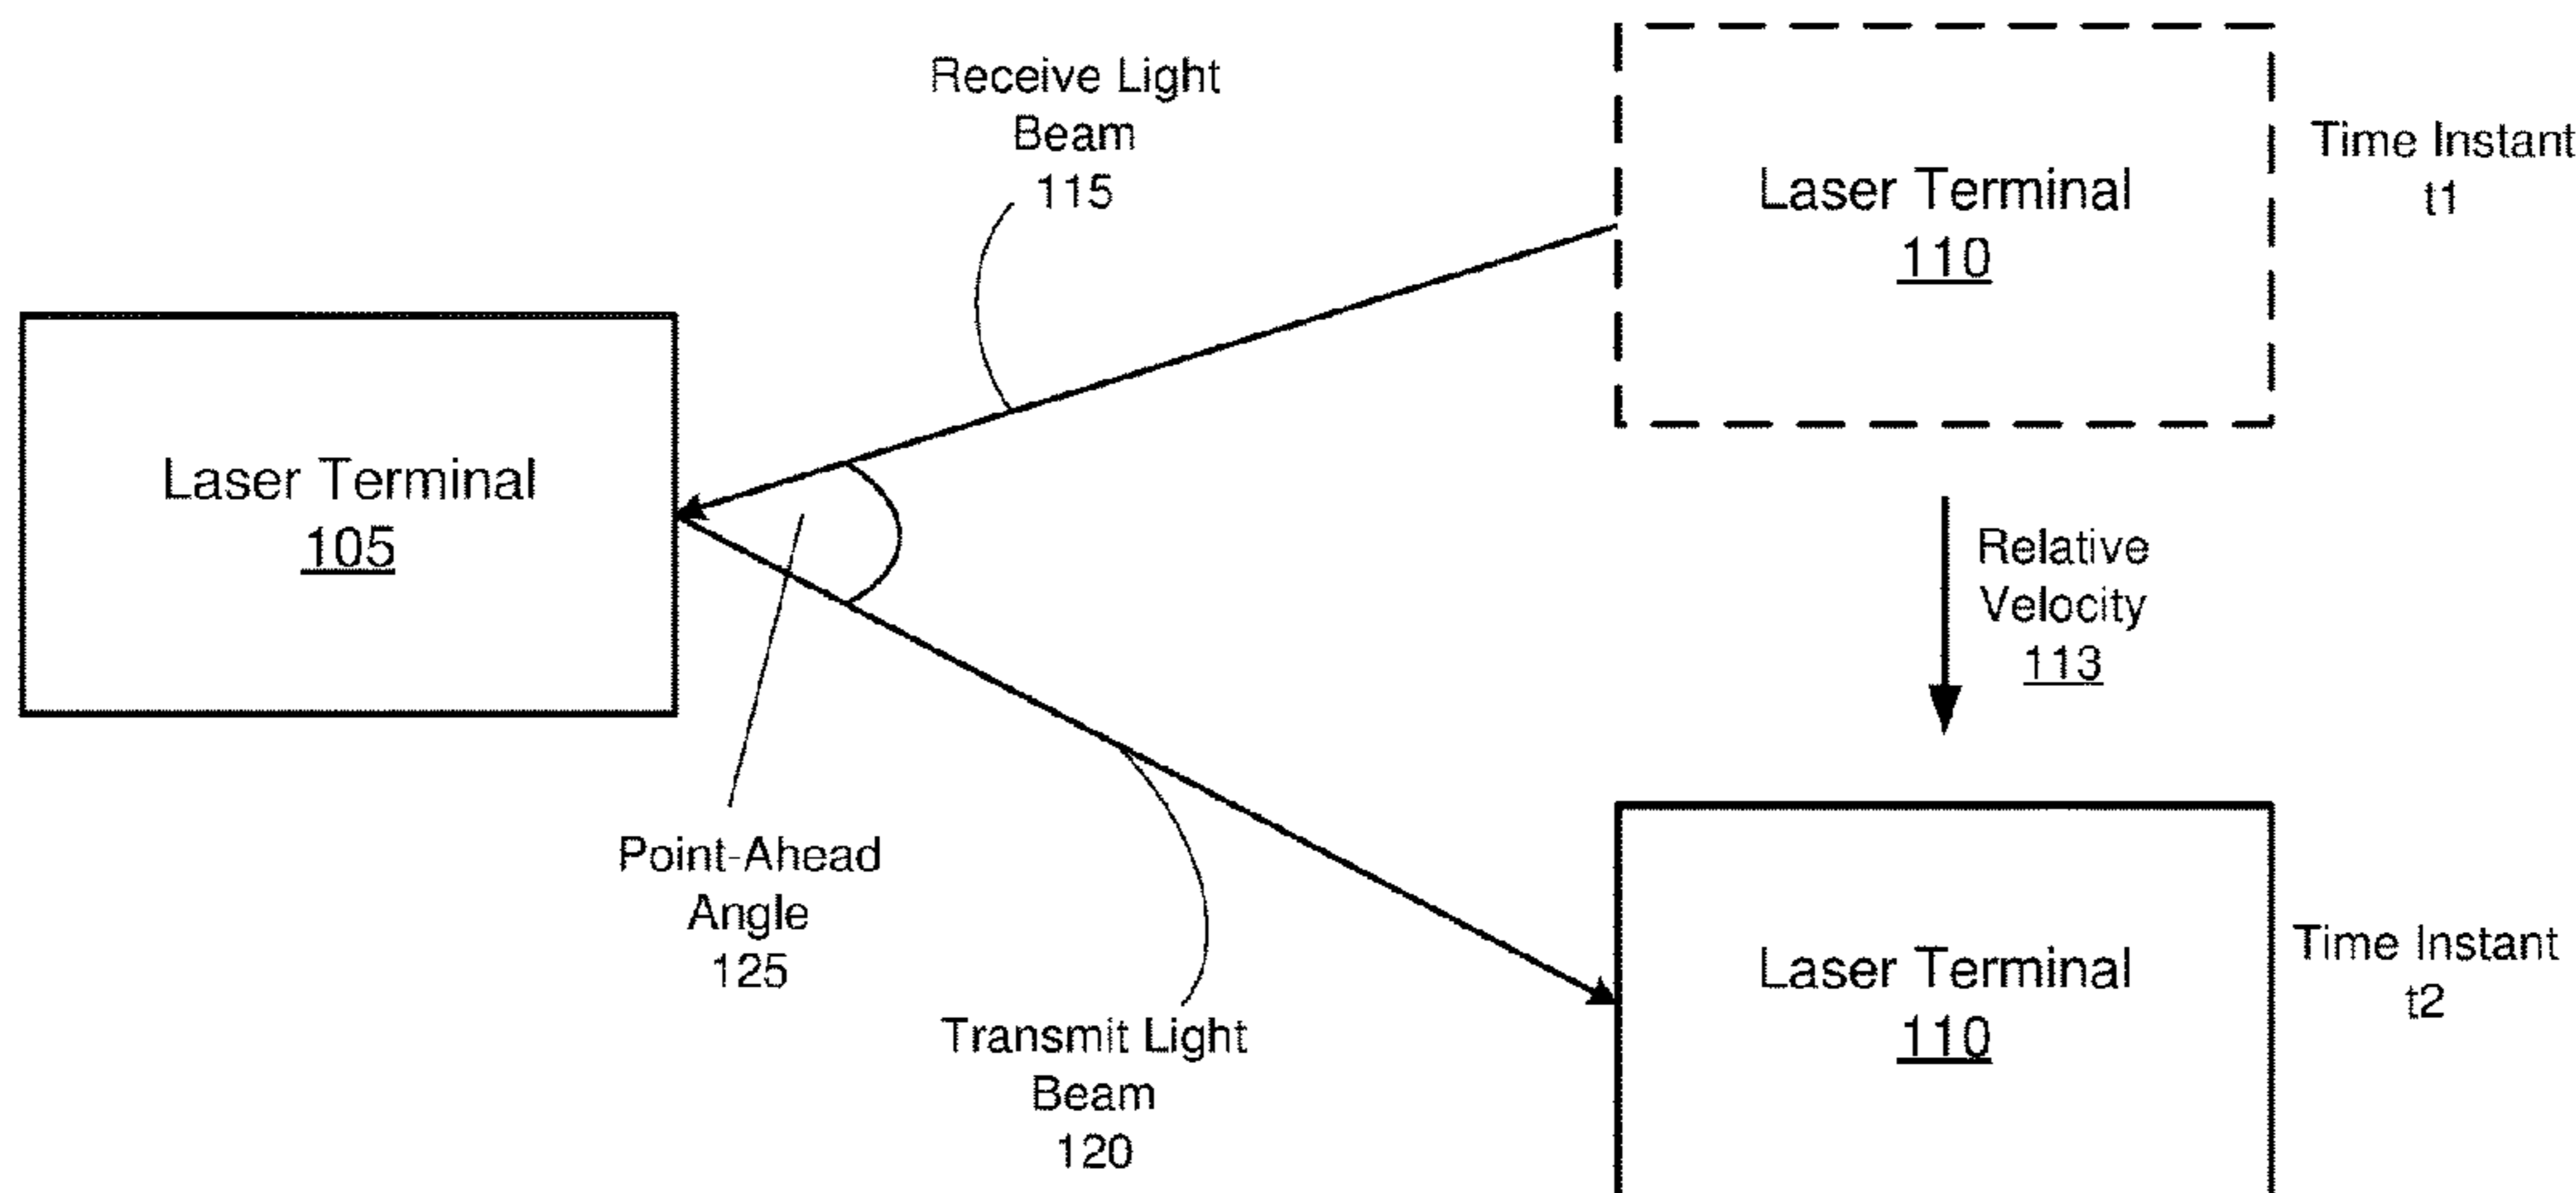 Receive Light
Beam
115
Laser Terminal
110
Time Instant
t1
Laser Terminal
105
Relative
Velocity
113
Point-Ahead
Angle
125
Transmit Light
Beam
120
Laser Terminal
110
Time Instant
t2